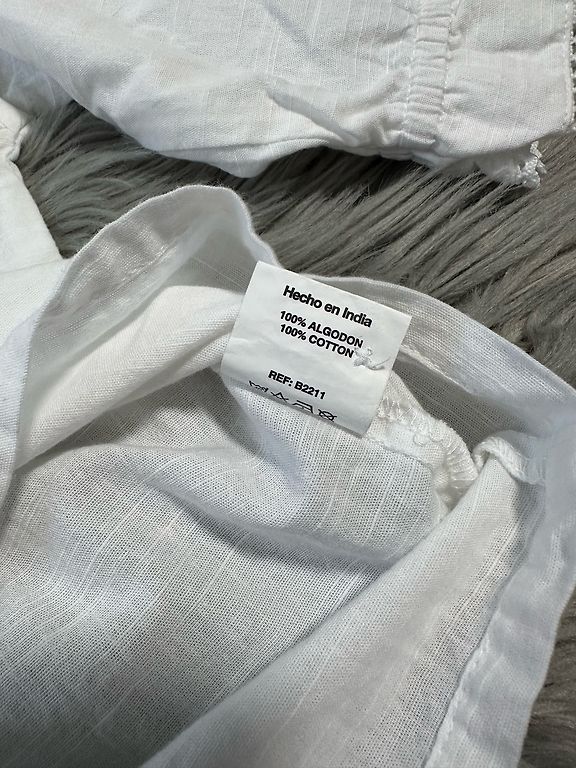 Hecho en India
100% ALGODON
100% COTTON
REF: B2211